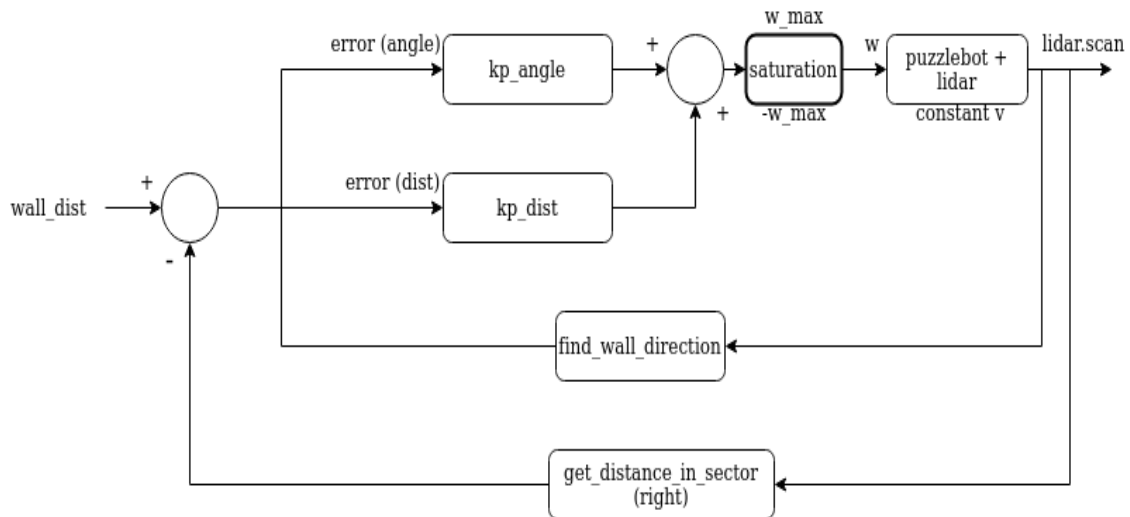 w_max
error (angle)
+
kp_angle
saturation
w
puzzlebot +
lidar
lidar.scan
+
-w_max
constant v
error (dist)
+
wall_dist
kp_dist
-
find_wall_direction
get_distance_in_sector
(right)